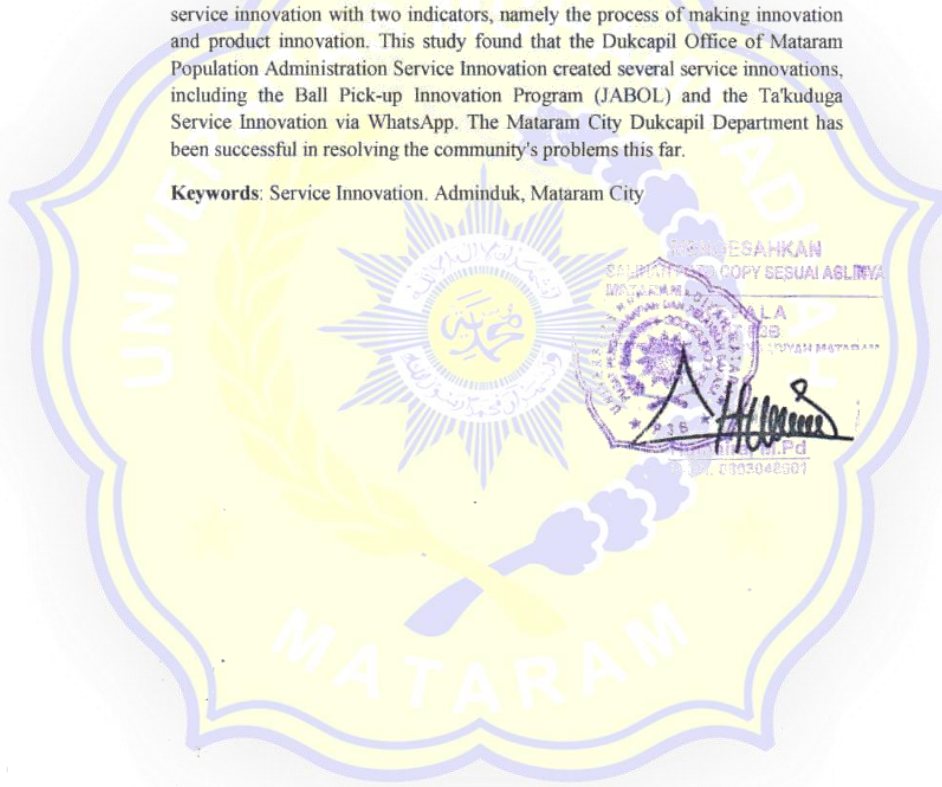 service innovation with two indicators, namely the process of making innovation
and product innovation. This study found that the Dukcapil Office of Mataram
Population Administration Service Innovation created several service innovations,
including the Ball Pick-up Innovation Program (JABOL) and the Ta'kuduga
Service Innovation via WhatsApp. The Mataram City Dukcapil Department has
been successful in resolving the community's problems this far.
Keywords: Service Innovation. Adminduk, Mataram City
COPY SESUAI ASLINYA
P3B
M.Pd
0803048601
MATARAM